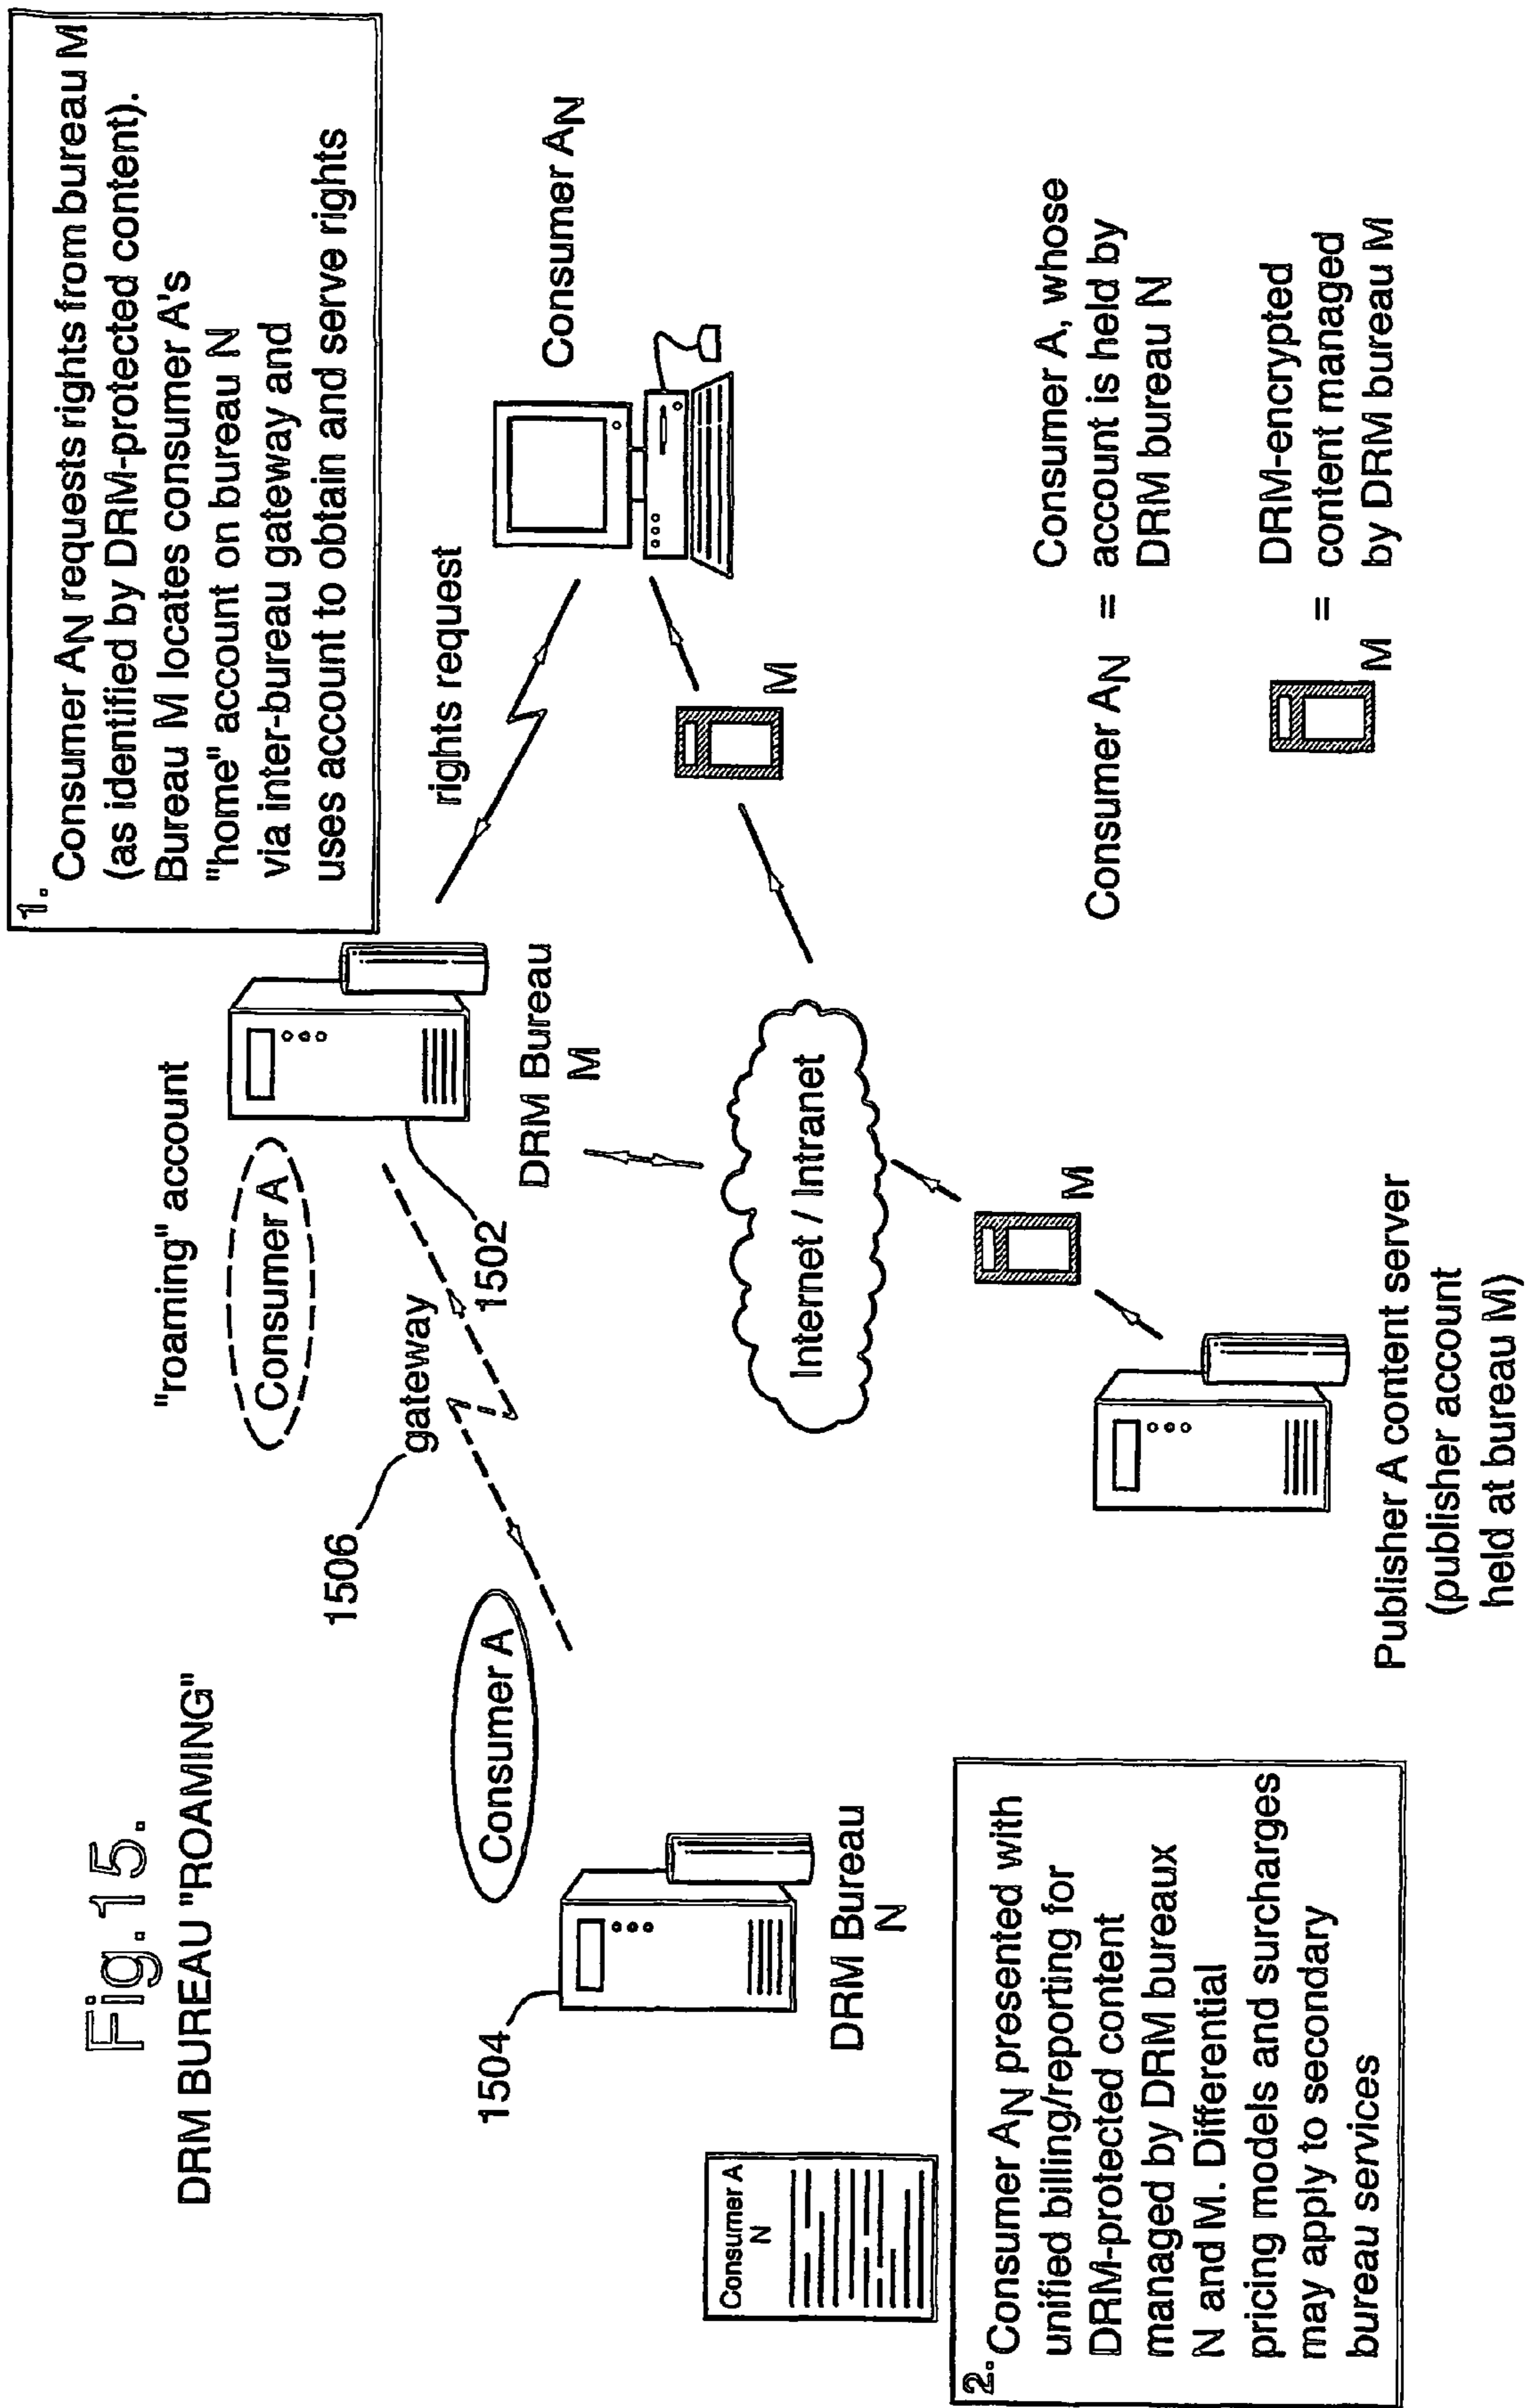 Fig.15.
DRM BUREAU "ROAMING"
1. Consumer AN requests rights from bureau M
(as identified by DRM-protected content).
Bureau M locates consumer A's
"home" account on bureau N
via inter-bureau gateway and
uses account to obtain and serve rights
"roaming" account
Consumer A
1506
gateway
1502
DRM Bureau
M
rights request
Consumer AN
Consumer A
1504
DRM Bureau
N
Internet / Intranet
M
M
Consumer A
N
2. Consumer AN presented with
unified billing/reporting for
DRM-protected content
managed by DRM bureaux
N and M. Differential
pricing models and surcharges
may apply to secondary
bureau services
Publisher A content server
(publisher account
held at bureau M)
Consumer AN = Consumer A, whose
account is held by
DRM bureau N
M = DRM-encrypted
content managed
by DRM bureau M